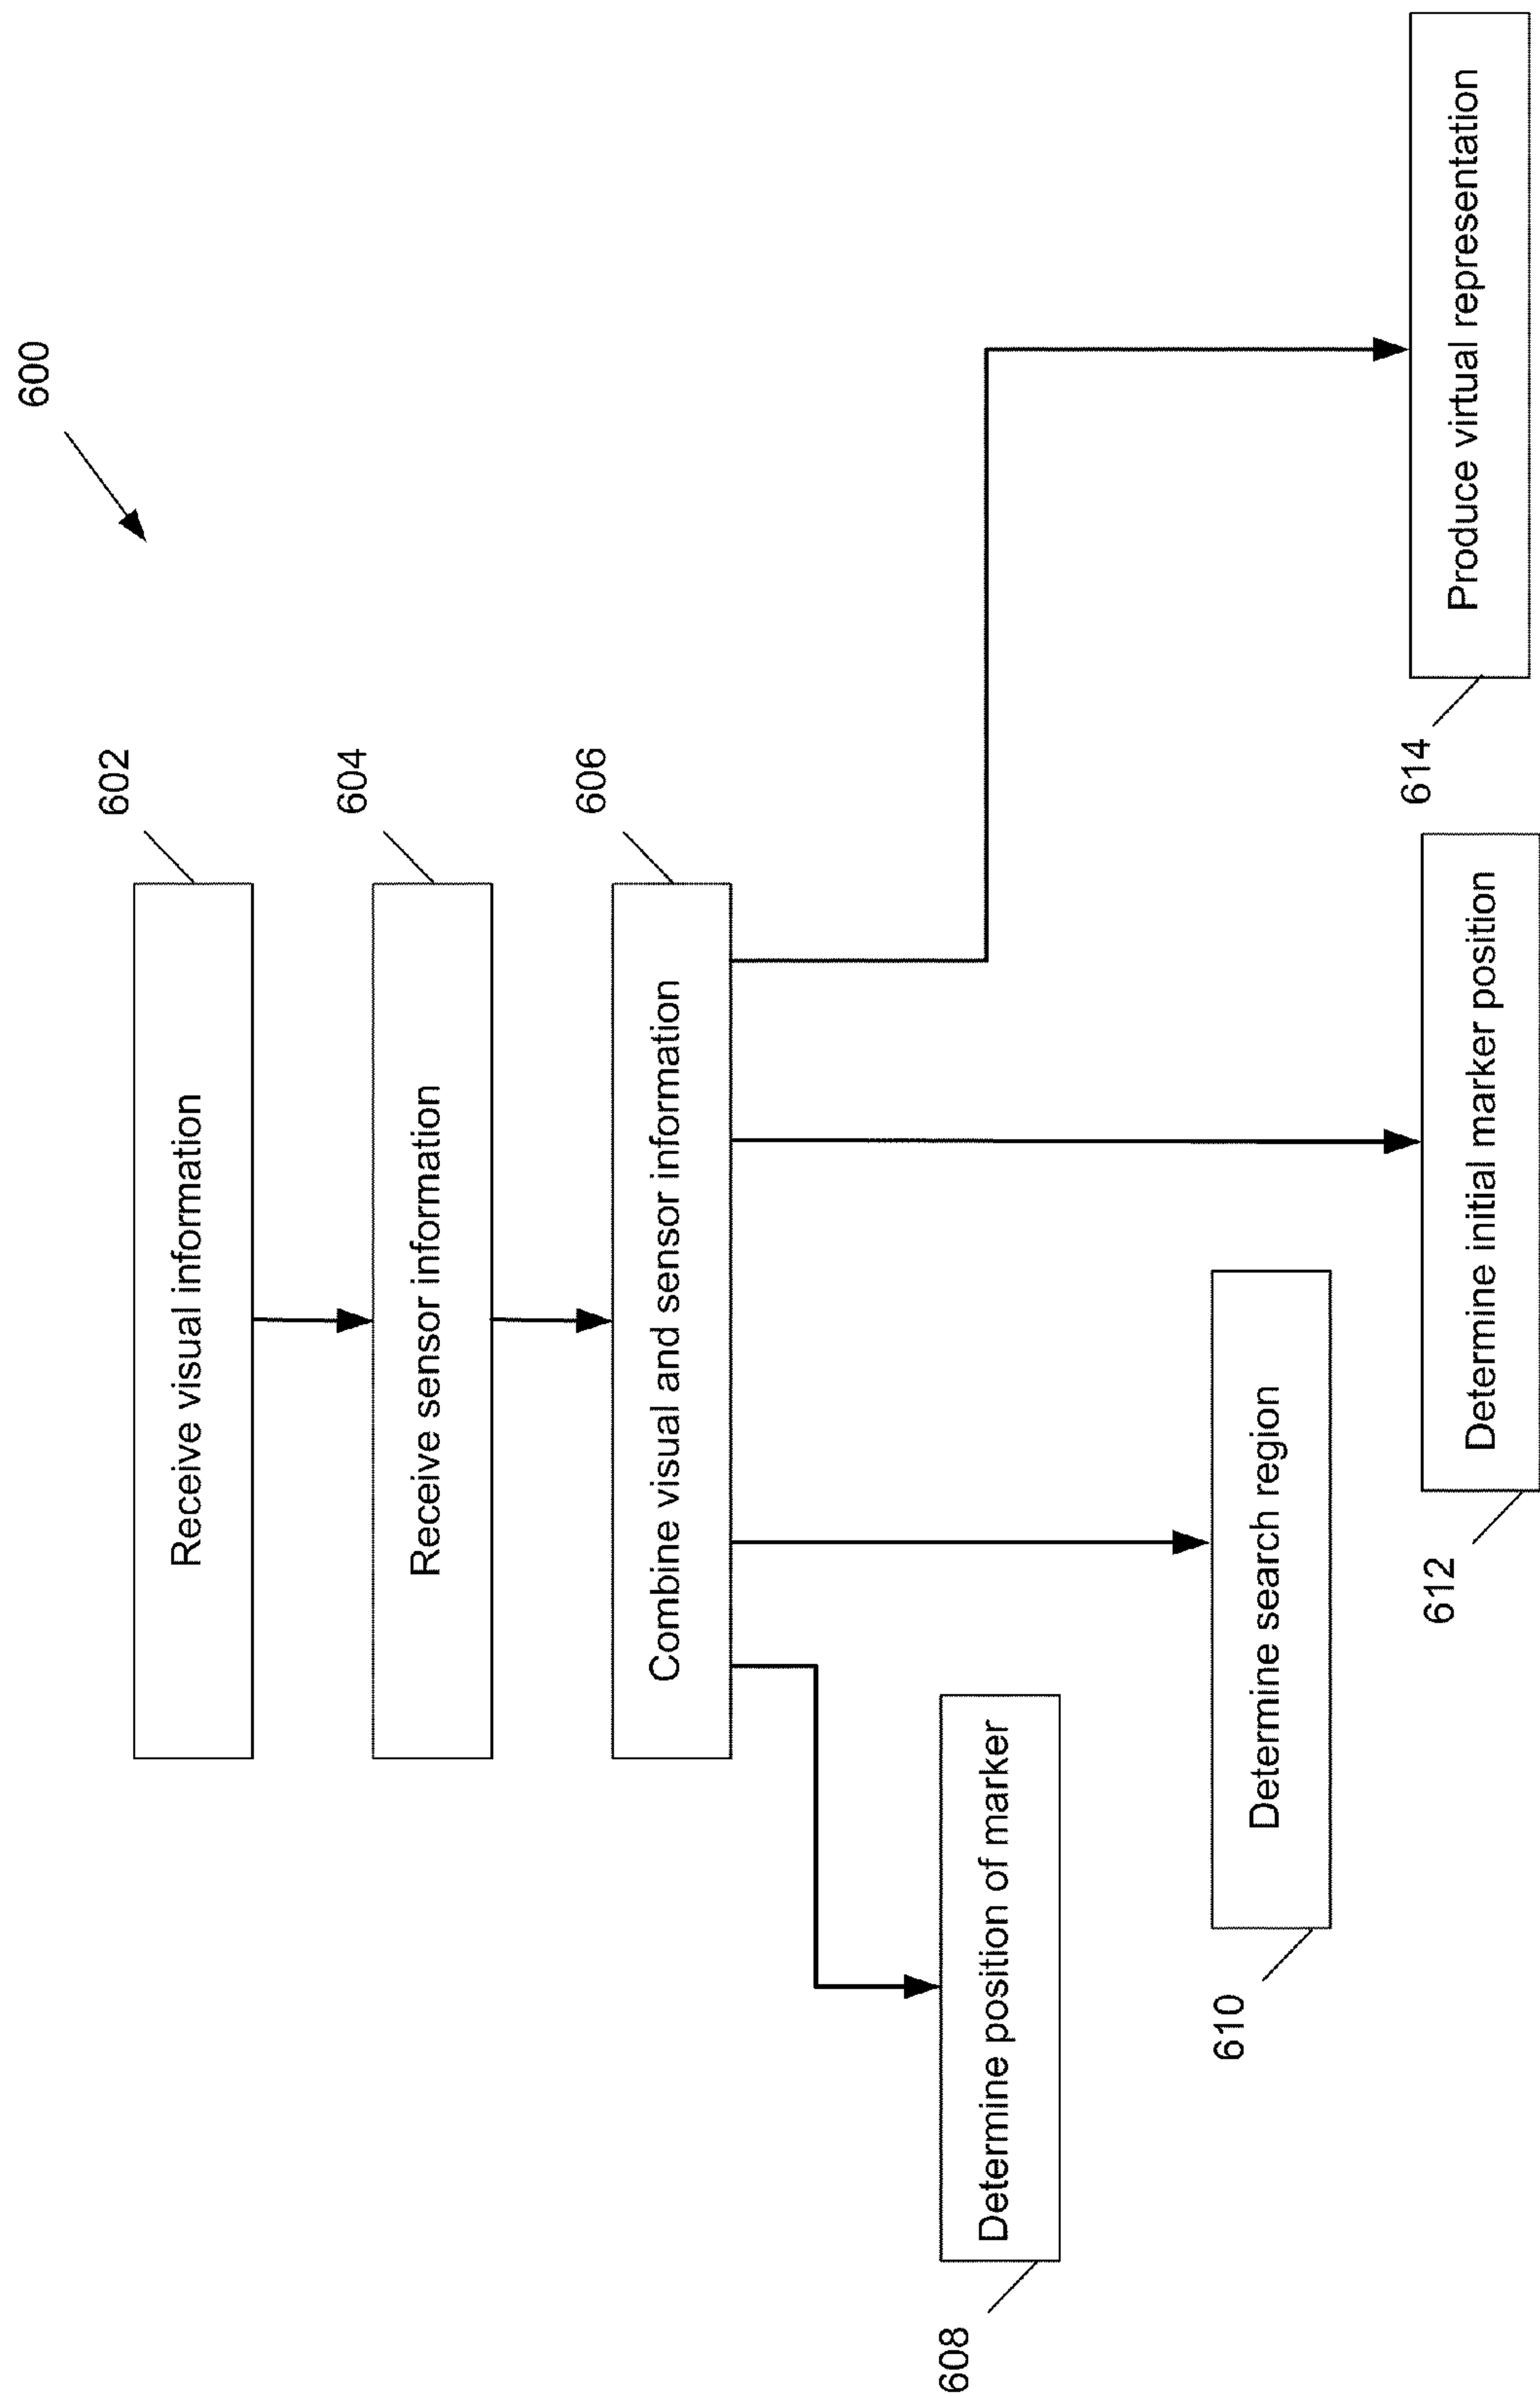 600
602
Receive visual information
604
Receive sensor information
606
Combine visual and sensor information
608
Determine position of marker
610
Determine search region
612
Determine initial marker position
614
Produce virtual representation